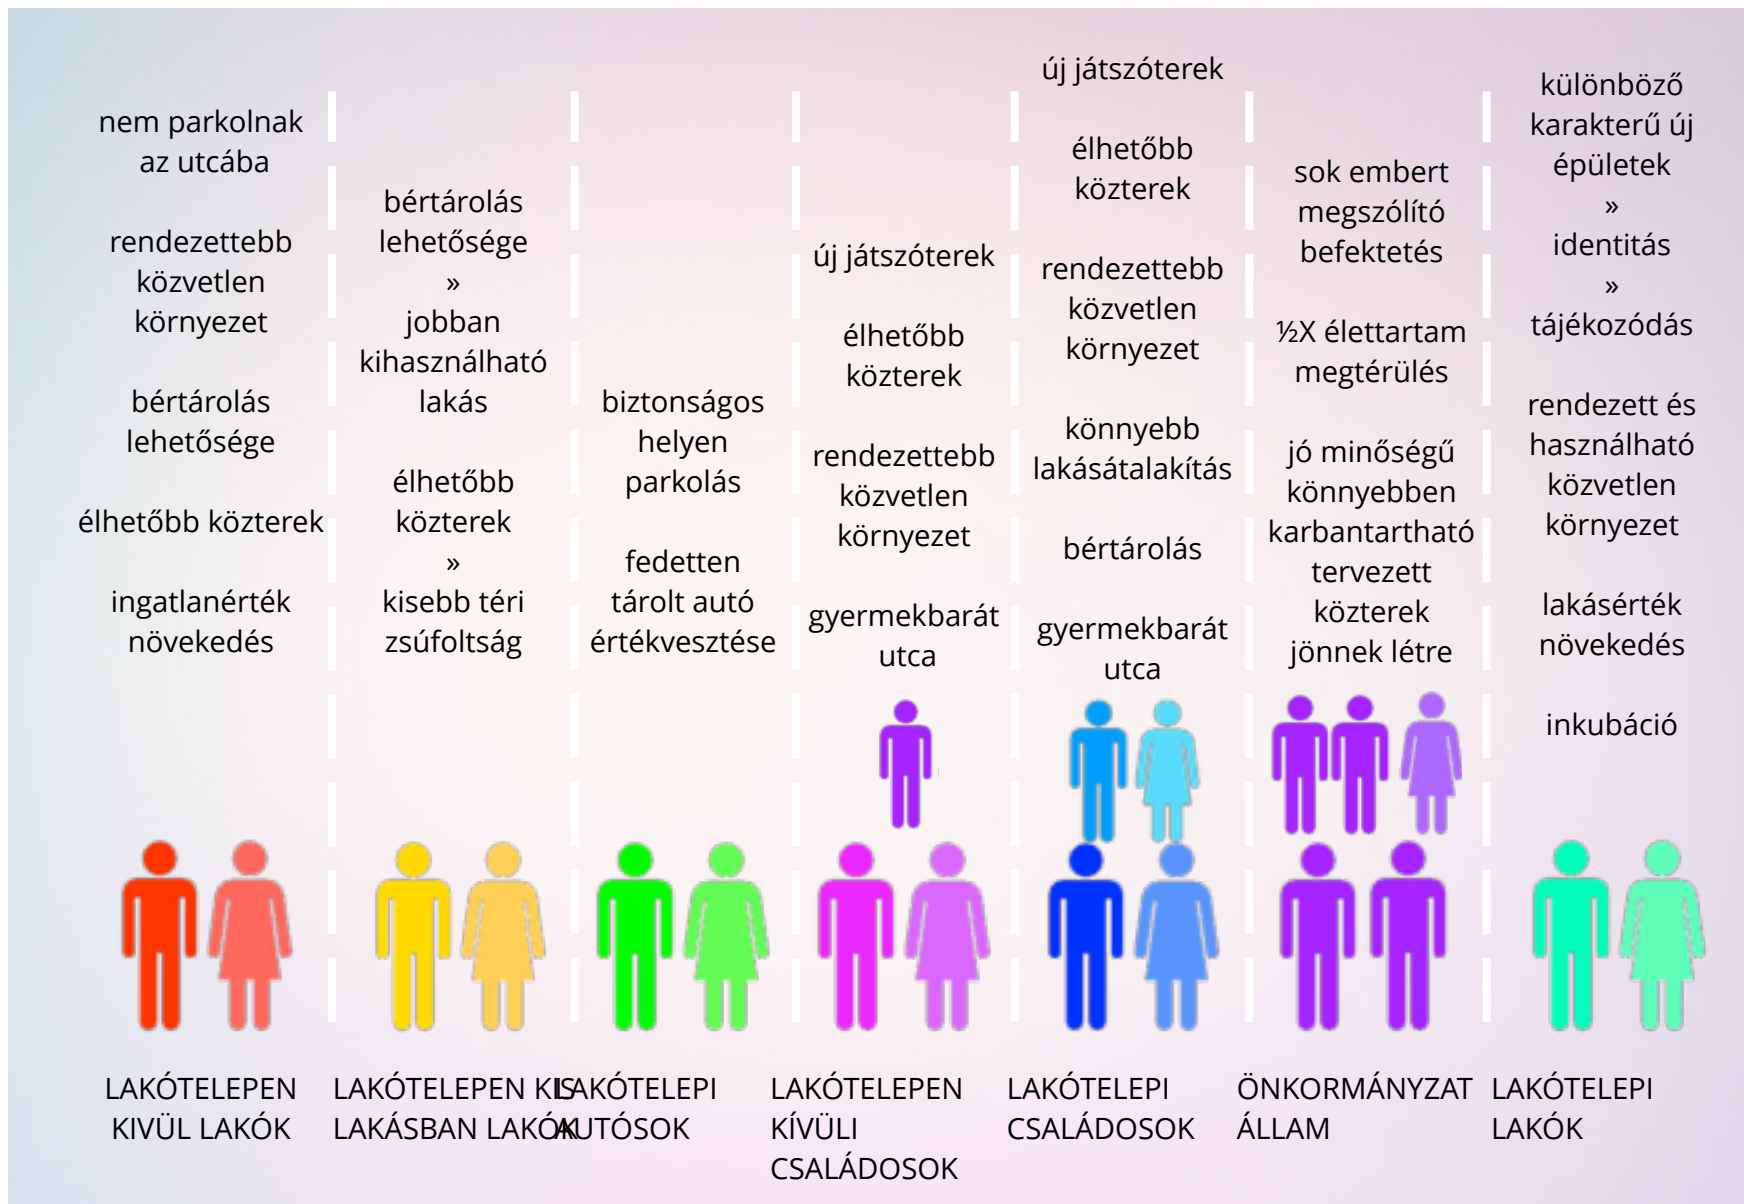 nem parkolnak
az utcába
rendezettebb
közvetlen
környezet
bértárolás
lehetősége
élhetőbb közterek
ingatlanérték
növekedés
LAKÓTELEPEN
KIVÜL LAKÓK
bértárolás
lehetősége
»
jobban
kihasználható
lakás
élhetőbb
közterek
»
kisebb téri
zsúfoltság
LAKÓTELEPEN KIS
LAKÁSBAN LAKÓK
biztonságos
helyen
parkolás
fedetten
tárolt autó
értékvesztése
LAKÓTELEPI
AUTÓSOK
új játszóterek
élhetőbb
közterek
rendezettebb
közvetlen
környezet
gyermekbarát
utca
LAKÓTELEPEN
KÍVÜLI
CSALÁDOSOK
új játszóterek
élhetőbb
közterek
rendezettebb
közvetlen
környezet
könnyebb
lakásátalakítás
bértárolás
gyermekbarát
utca
LAKÓTELEPI
CSALÁDOSOK
sok embert
megszólító
befektetés
½X élettartam
megtérülés
jó minőségű
könnyebben
karbantartható
tervezett
közterek
jönnek létre
ÖNKORMÁNYZAT
ÁLLAM
különböző
karakterű új
épületek
»
identitás
»
tájékozódás
rendezett és
használható
közvetlen
környezet
lakásérték
növekedés
inkubáció
LAKÓTELEPI
LAKÓK